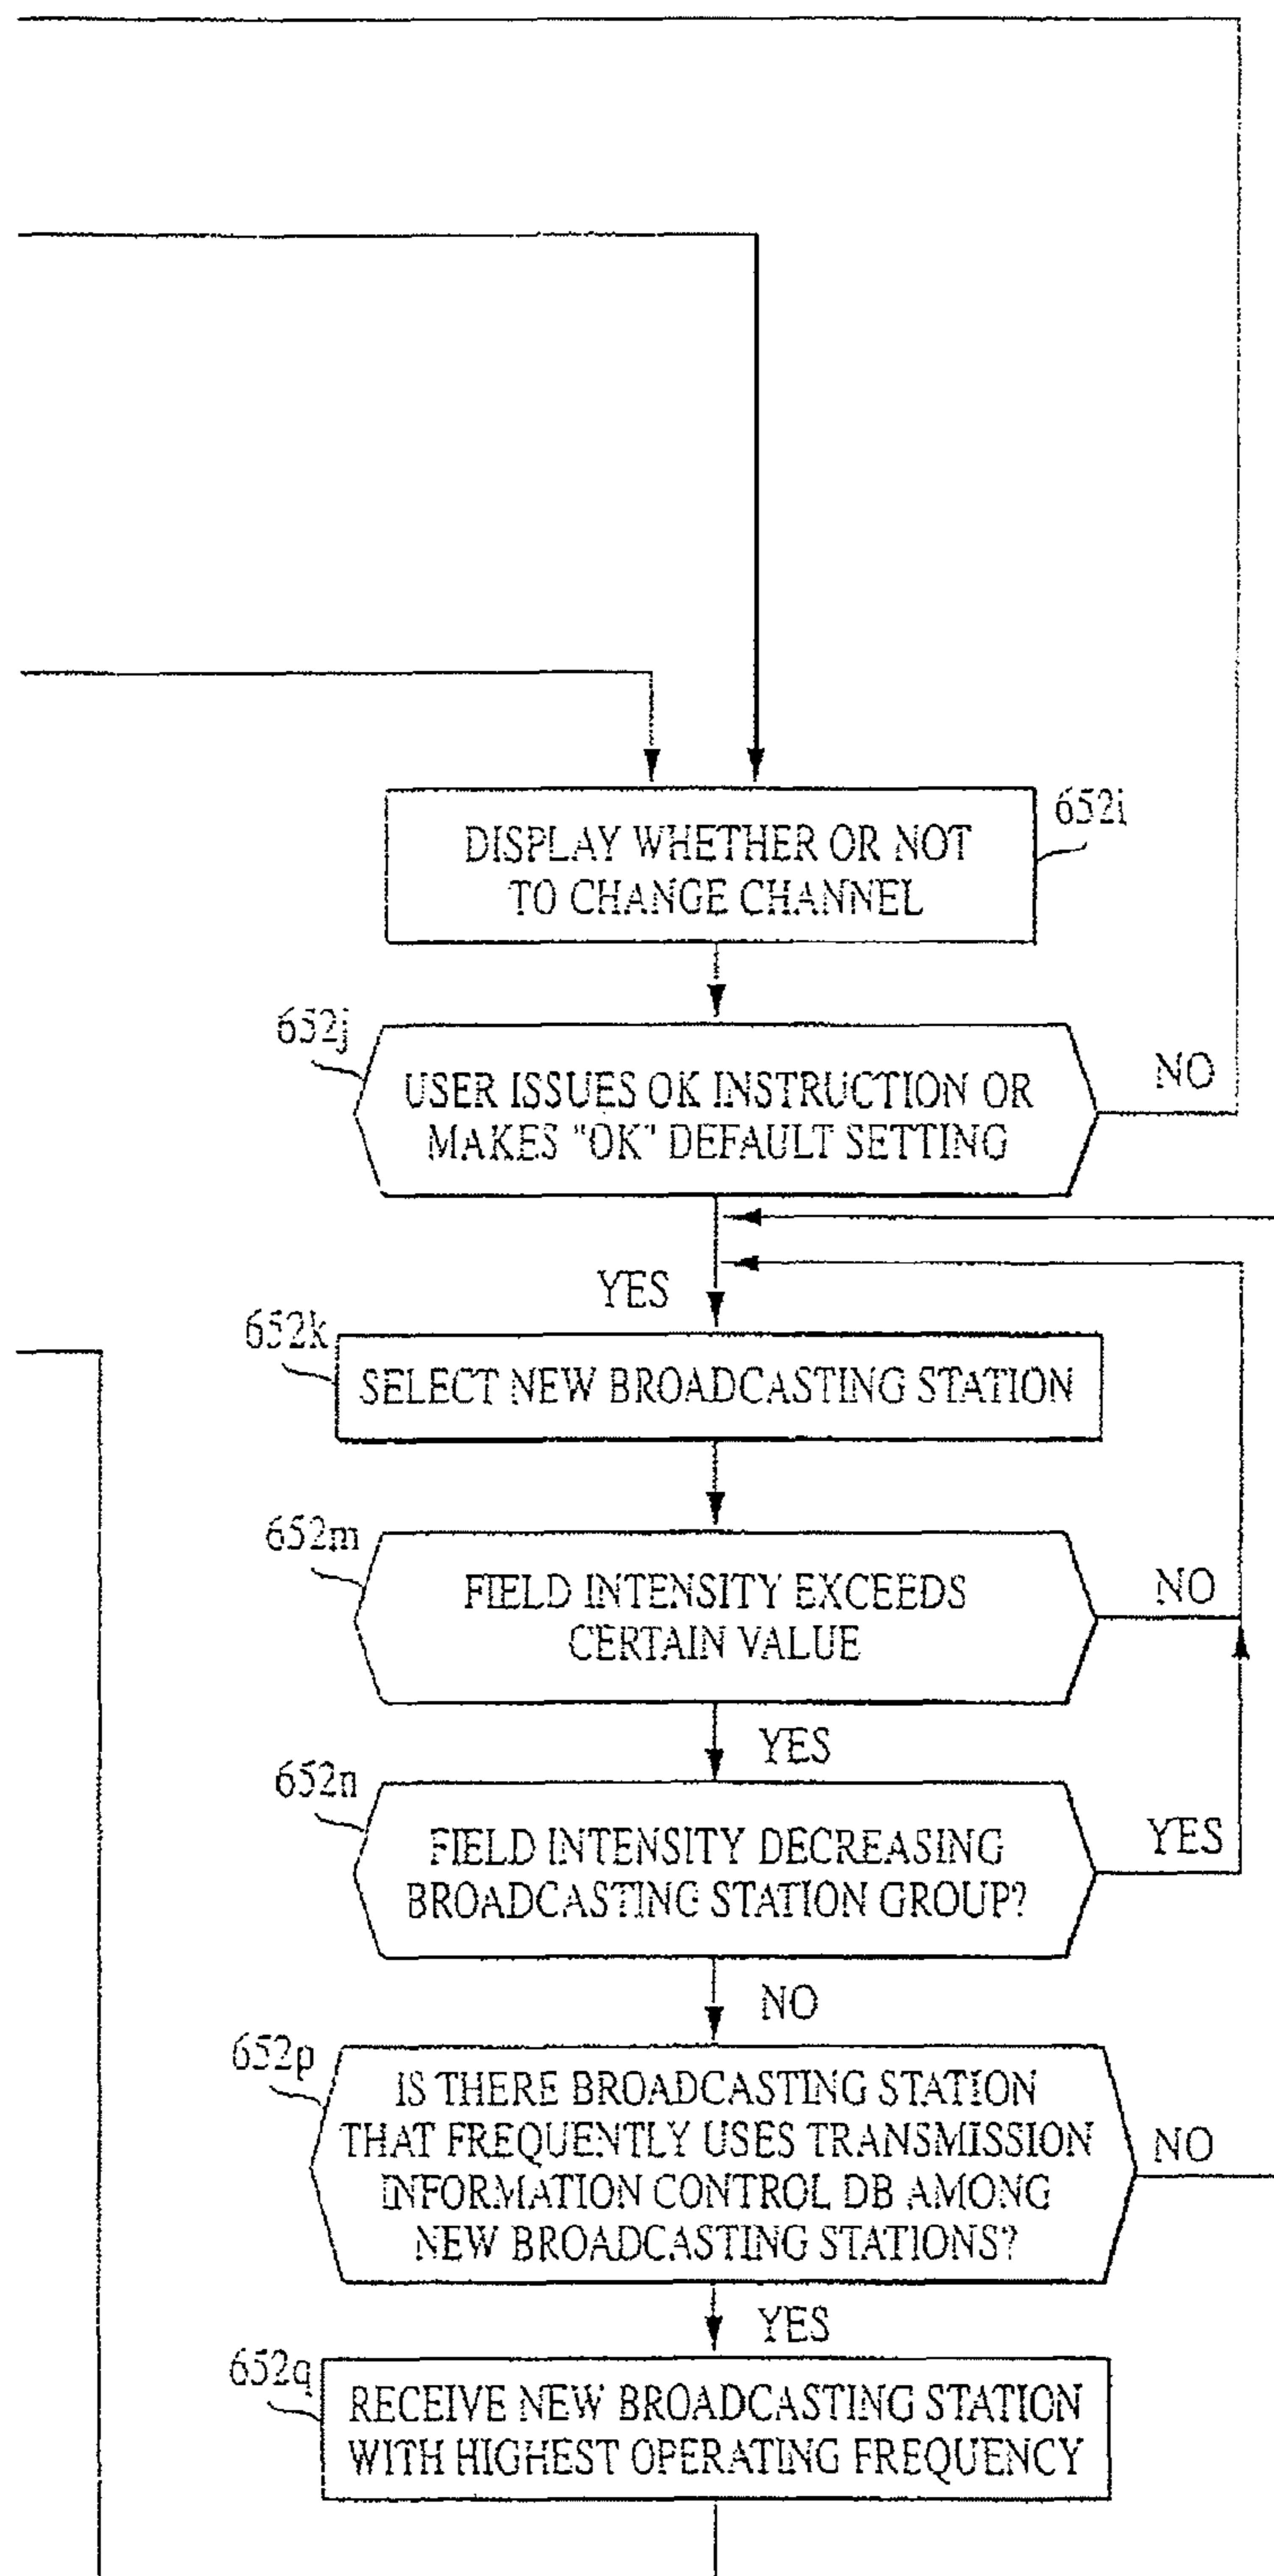 652i
DISPLAY WHETHER OR NOT
TO CHANGE CHANNEL
652j
USER ISSUES OK INSTRUCTION OR
MAKES "OK" DEFAULT SETTING
NO
YES
652k
SELECT NEW BROADCASTING STATION
652m
FIELD INTENSITY EXCEEDS
CERTAIN VALUE
NO
YES
652n
FIELD INTENSITY DECREASING
BROADCASTING STATION GROUP?
YES
NO
652p
IS THERE BROADCASTING STATION
THAT FREQUENTLY USES TRANSMISSION
INFORMATION CONTROL DB AMONG
NEW BROADCASTING STATIONS?
NO
YES
652q
RECEIVE NEW BROADCASTING STATION
WITH HIGHEST OPERATING FREQUENCY